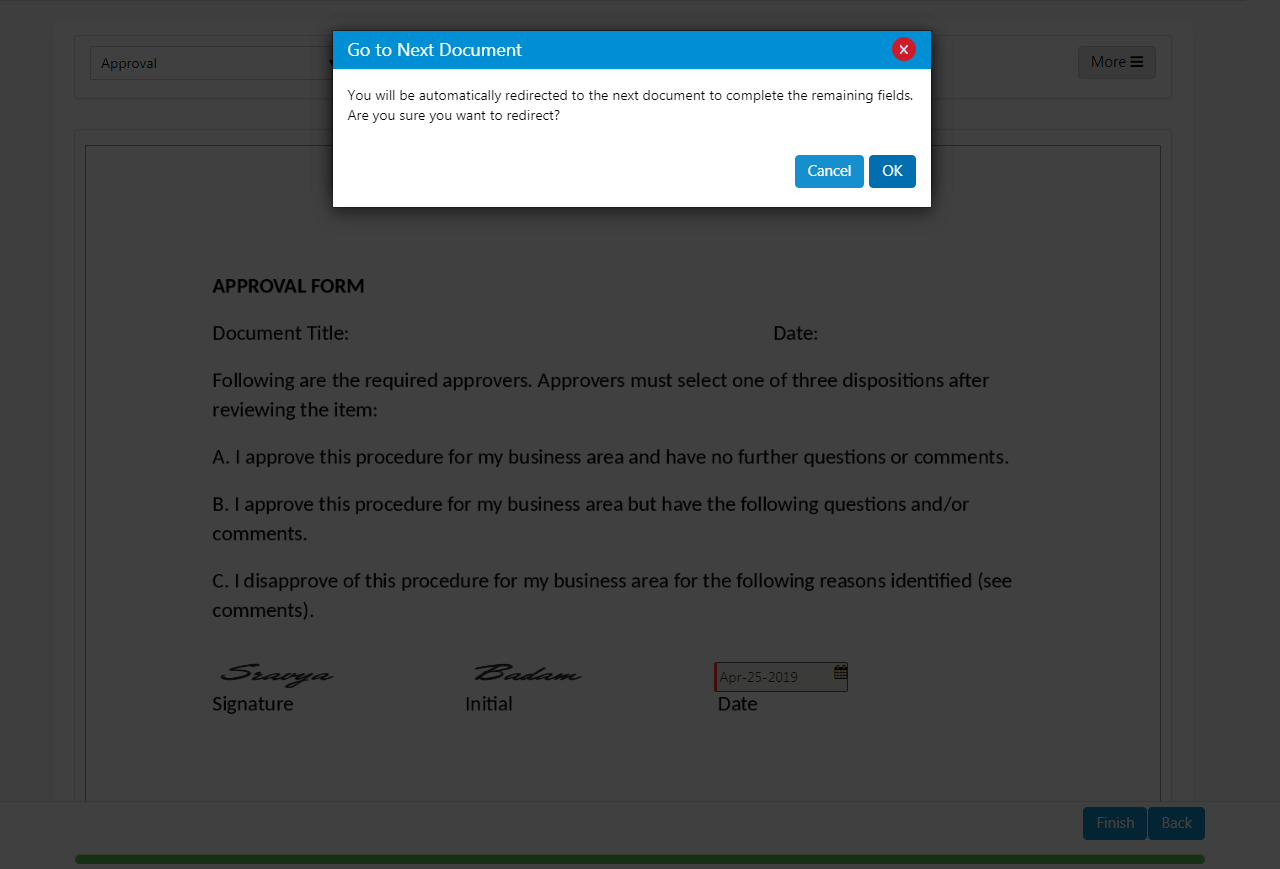 Go to Next Document
You will be automatically redirected to the next document to complete the remaining fields.
Are you sure you want to redirect?
Cancel OK
Approval
More
APPROVAL FORM
Document Title: Date:
Following are the required approvers. Approvers must select one of three dispositions after
reviewing the item:
A. I approve this procedure for my business area and have no further questions or comments.
B. I approve this procedure for my business area but have the following questions and/or
comments.
C. I disapprove of this procedure for my business area for the following reasons identified (see
comments).
Sravya Badam Apr-25-2019
Signature Initial Date
Finish Back